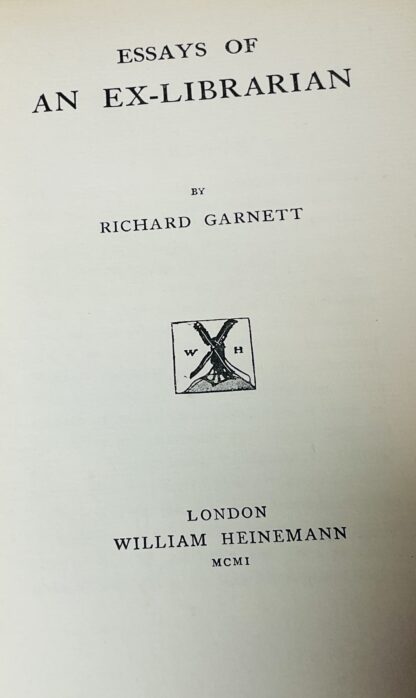 ESSAYS OF
AN EX-LIBRARIAN
BY
RICHARD GARNETT
W H
LONDON
WILLIAM HEINEMANN
MCMI